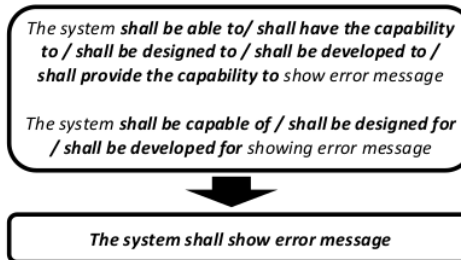 The system shall be able to/ shall have the capability
to / shall be designed to / shall be developed to /
shall provide the capability to show error message
The system shall be capable of / shall be designed for
/ shall be developed for showing error message
The system shall show error message